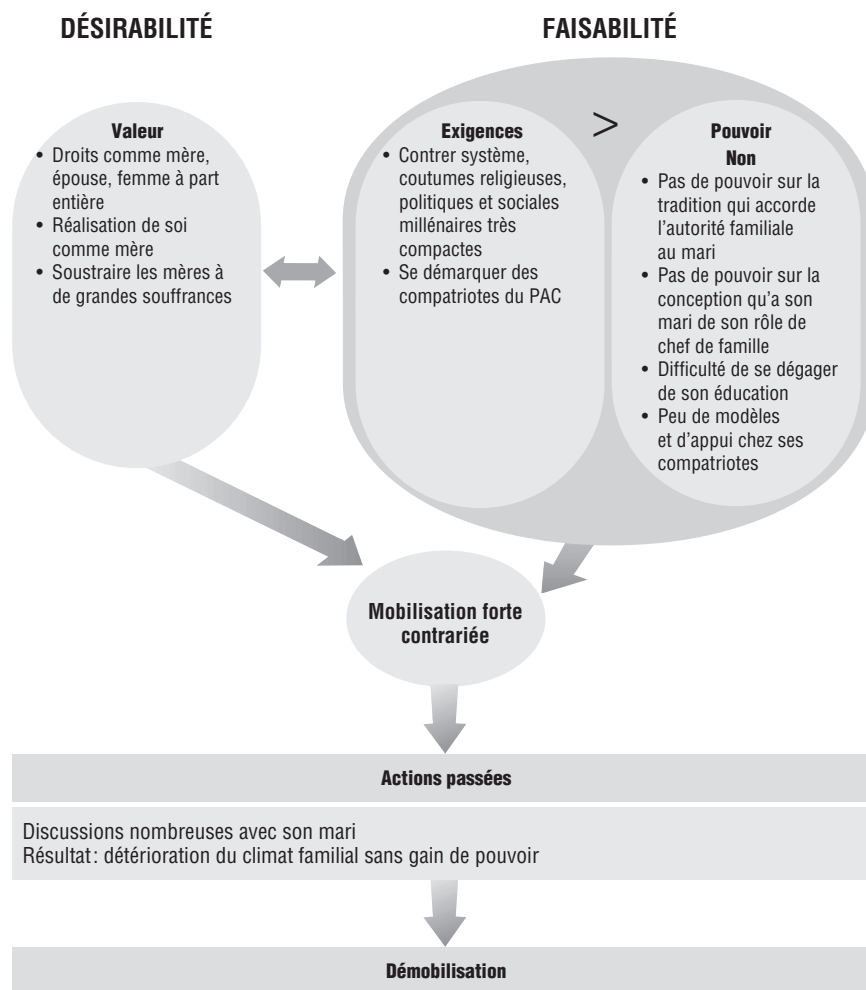 DÉSIRABILITÉ
FAISABILITÉ
Valeur
• Droits comme mère,
épouse, femme à part
entière
• Réalisation de soi
comme mère
• Soustraire les mères à
de grandes souffrances
Exigences
• Contrer système,
coutumes religieuses,
politiques et sociales
millénaires très
compactes
• Se démarquer des
compatriotes du PAC
>
Pouvoir
Non
• Pas de pouvoir sur la
tradition qui accorde
l’autorité familiale
au mari
• Pas de pouvoir sur la
conception qu’a son
mari de son rôle de
chef de famille
• Difficulté de se dégager
de son éducation
• Peu de modèles
et d’appui chez ses
compatriotes
Mobilisation forte
contrariée
Actions passées
Discussions nombreuses avec son mari
Résultat : détérioration du climat familial sans gain de pouvoir
Démobilisation